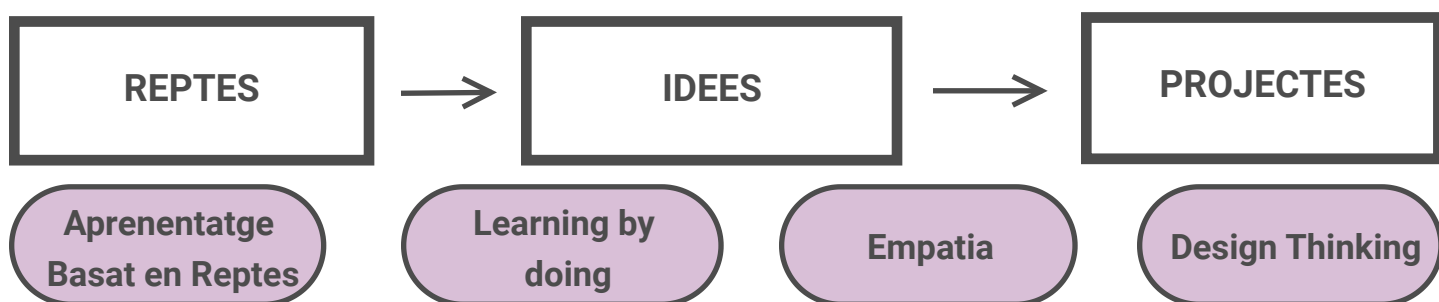 REPTES
IDEES
PROJECTES
Aprenentatge
Basat en Reptes
Learning by
doing
Empatia
Design Thinking